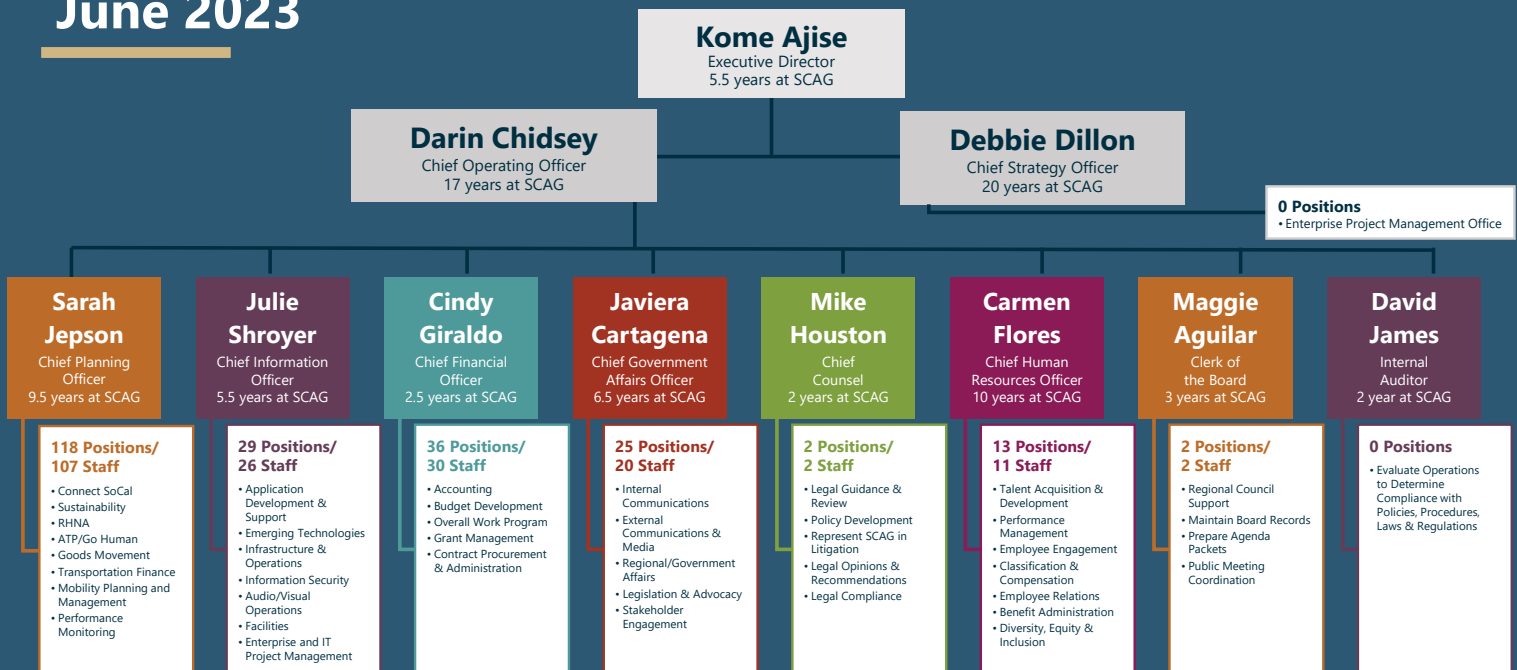 June 2023
Kome Ajise
Executive Director
5.5 years at SCAG
Darin Chidsey
Chief Operating Officer
17 years at SCAG
Debbie Dillon
Chief Strategy Officer
20 years at SCAG
0 Positions
• Enterprise Project Management Office
Sarah
Jepson
Chief Planning
Officer
9.5 years at SCAG
118 Positions/
107 Staff
• Connect SoCal
• Sustainability
• RHNA
• ATP/Go Human
• Goods Movement
• Transportation Finance
• Mobility Planning and
Management
• Performance
Monitoring
Julie
Shroyer
Chief Information
Officer
5.5 years at SCAG
29 Positions/
26 Staff
• Application
Development &
Support
• Emerging Technologies
• Infrastructure &
Operations
• Information Security
• Audio/Visual
Operations
• Facilities
• Enterprise and IT
Project Management
Cindy
Giraldo
Chief Financial
Officer
2.5 years at SCAG
36 Positions/
30 Staff
• Accounting
• Budget Development
• Overall Work Program
• Grant Management
• Contract Procurement
& Administration
Javiera
Cartagena
Chief Government
Affairs Officer
6.5 years at SCAG
25 Positions/
20 Staff
• Internal
Communications
• External
Communications &
Media
• Regional/Government
Affairs
• Legislation & Advocacy
• Stakeholder
Engagement
Mike
Houston
Chief
Counsel
2 years at SCAG
2 Positions/
2 Staff
• Legal Guidance &
Review
• Policy Development
• Represent SCAG in
Litigation
• Legal Opinions &
Recommendations
• Legal Compliance
Carmen
Flores
Chief Human
Resources Officer
10 years at SCAG
13 Positions/
11 Staff
• Talent Acquisition &
Development
• Performance
Management
• Employee Engagement
• Classification &
Compensation
• Employee Relations
• Benefit Administration
• Diversity, Equity &
Inclusion
Maggie
Aguilar
Clerk of
the Board
3 years at SCAG
2 Positions/
2 Staff
• Regional Council
Support
• Maintain Board Records
• Prepare Agenda
Packets
• Public Meeting
Coordination
David
James
Internal
Auditor
2 year at SCAG
0 Positions
• Evaluate Operations
to Determine
Compliance with
Policies, Procedures,
Laws & Regulations